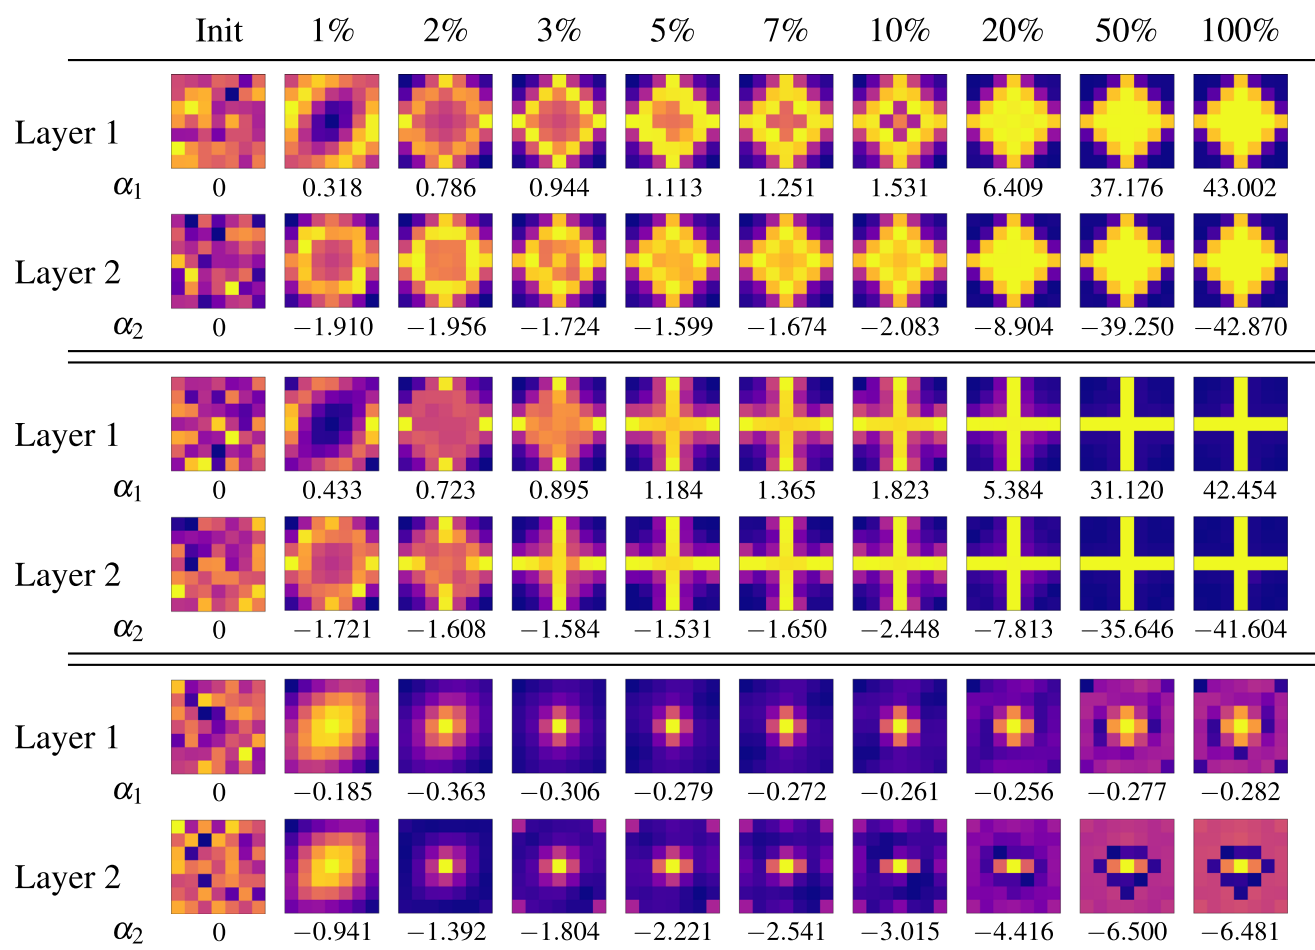 Init 1% 2% 3% 5% 7% 10% 20% 50% 100%
Layer 1
α₁ 0 0.318 0.786 0.944 1.113 1.251 1.531 6.409 37.176 43.002
Layer 2
α₂ 0 −1.910 −1.956 −1.724 −1.599 −1.674 −2.083 −8.904 −39.250 −42.870
Layer 1
α₁ 0 0.433 0.723 0.895 1.184 1.365 1.823 5.384 31.120 42.454
Layer 2
α₂ 0 −1.721 −1.608 −1.584 −1.531 −1.650 −2.448 −7.813 −35.646 −41.604
Layer 1
α₁ 0 −0.185 −0.363 −0.306 −0.279 −0.272 −0.261 −0.256 −0.277 −0.282
Layer 2
α₂ 0 −0.941 −1.392 −1.804 −2.221 −2.541 −3.015 −4.416 −6.500 −6.481